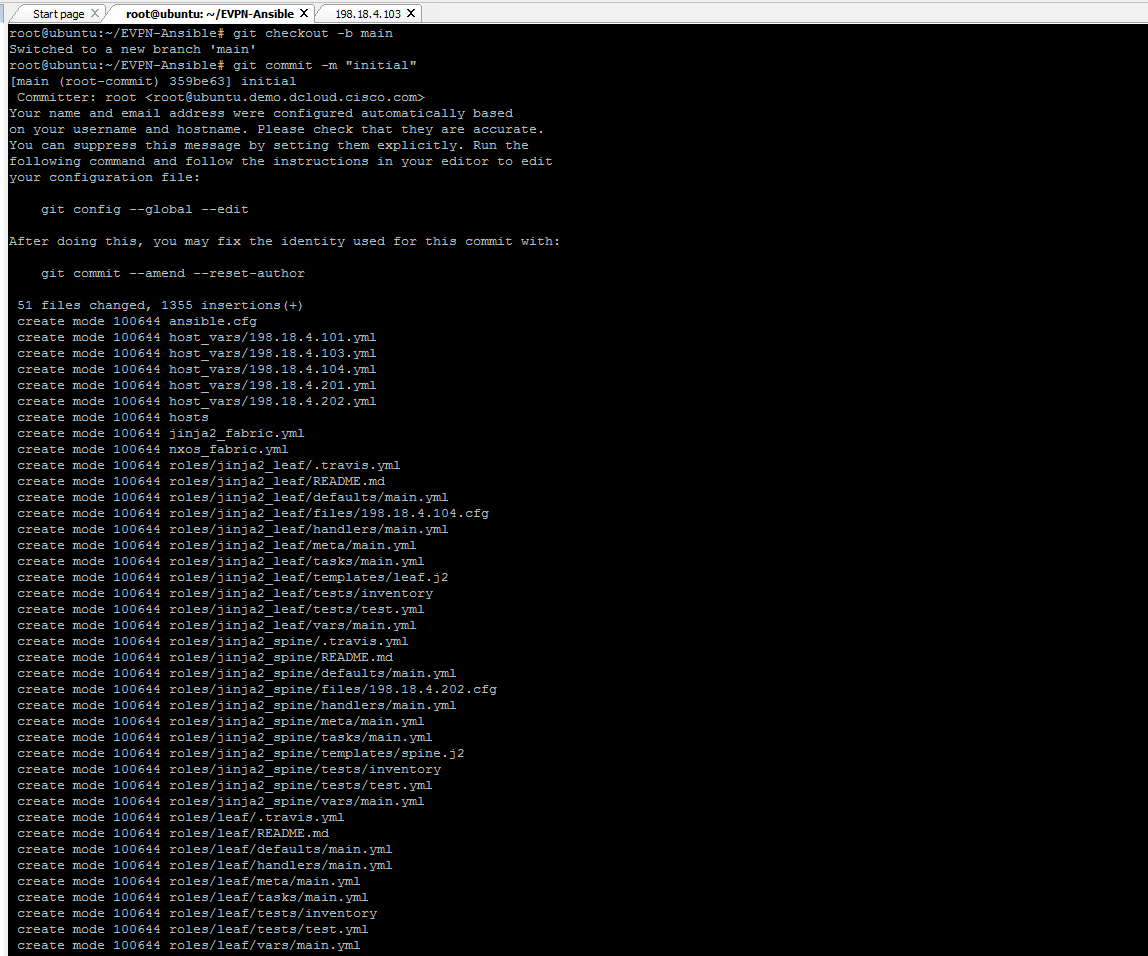 Start page
root@ubuntu: ~/EVPN-Ansible
198.18.4.103
root@ubuntu:~/EVPN-Ansible# git checkout -b main
Switched to a new branch 'main'
root@ubuntu:~/EVPN-Ansible# git commit -m "initial"
[main (root-commit) 359be63] initial
Committer: root <root@ubuntu.demo.dcloud.cisco.com>
Your name and email address were configured automatically based
on your username and hostname. Please check that they are accurate.
You can suppress this message by setting them explicitly. Run the
following command and follow the instructions in your editor to edit
your configuration file:
git config --global --edit
After doing this, you may fix the identity used for this commit with:
git commit --amend --reset-author
51 files changed, 1355 insertions(+)
create mode 100644 ansible.cfg
create mode 100644 host_vars/198.18.4.101.yml
create mode 100644 host_vars/198.18.4.103.yml
create mode 100644 host_vars/198.18.4.104.yml
create mode 100644 host_vars/198.18.4.201.yml
create mode 100644 host_vars/198.18.4.202.yml
create mode 100644 hosts
create mode 100644 jinja2_fabric.yml
create mode 100644 nxos_fabric.yml
create mode 100644 roles/jinja2_leaf/.travis.yml
create mode 100644 roles/jinja2_leaf/README.md
create mode 100644 roles/jinja2_leaf/defaults/main.yml
create mode 100644 roles/jinja2_leaf/files/198.18.4.104.cfg
create mode 100644 roles/jinja2_leaf/handlers/main.yml
create mode 100644 roles/jinja2_leaf/meta/main.yml
create mode 100644 roles/jinja2_leaf/tasks/main.yml
create mode 100644 roles/jinja2_leaf/templates/leaf.j2
create mode 100644 roles/jinja2_leaf/tests/inventory
create mode 100644 roles/jinja2_leaf/tests/test.yml
create mode 100644 roles/jinja2_leaf/vars/main.yml
create mode 100644 roles/jinja2_spine/.travis.yml
create mode 100644 roles/jinja2_spine/README.md
create mode 100644 roles/jinja2_spine/defaults/main.yml
create mode 100644 roles/jinja2_spine/files/198.18.4.202.cfg
create mode 100644 roles/jinja2_spine/handlers/main.yml
create mode 100644 roles/jinja2_spine/meta/main.yml
create mode 100644 roles/jinja2_spine/tasks/main.yml
create mode 100644 roles/jinja2_spine/templates/spine.j2
create mode 100644 roles/jinja2_spine/tests/inventory
create mode 100644 roles/jinja2_spine/tests/test.yml
create mode 100644 roles/jinja2_spine/vars/main.yml
create mode 100644 roles/leaf/.travis.yml
create mode 100644 roles/leaf/README.md
create mode 100644 roles/leaf/defaults/main.yml
create mode 100644 roles/leaf/handlers/main.yml
create mode 100644 roles/leaf/meta/main.yml
create mode 100644 roles/leaf/tasks/main.yml
create mode 100644 roles/leaf/tests/inventory
create mode 100644 roles/leaf/tests/test.yml
create mode 100644 roles/leaf/vars/main.yml